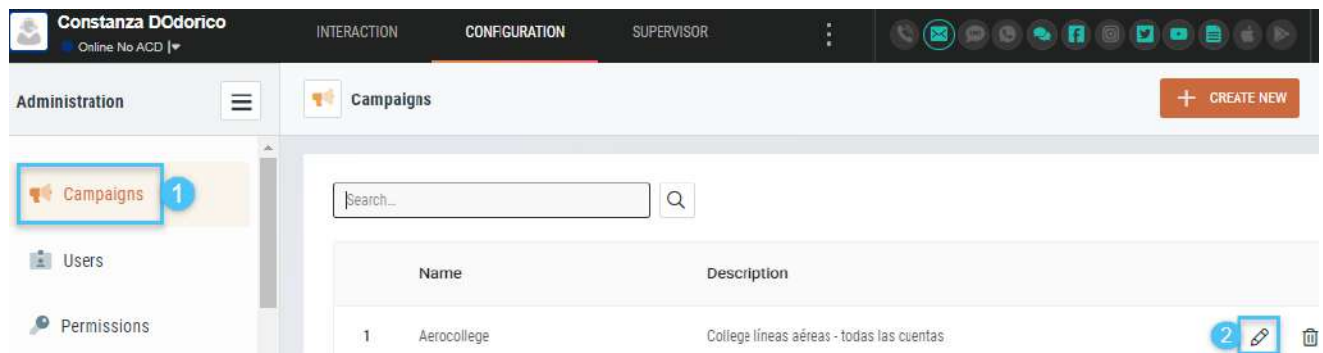 Constanza DOdorico
Online No ACD
INTERACTION
CONFIGURATION
SUPERVISOR
Administration
Campaigns
+ CREATE NEW
Campaigns 1
Search...
Users
Name Description
Permissions
1 Aerocollege College líneas aéreas - todas las cuentas 2